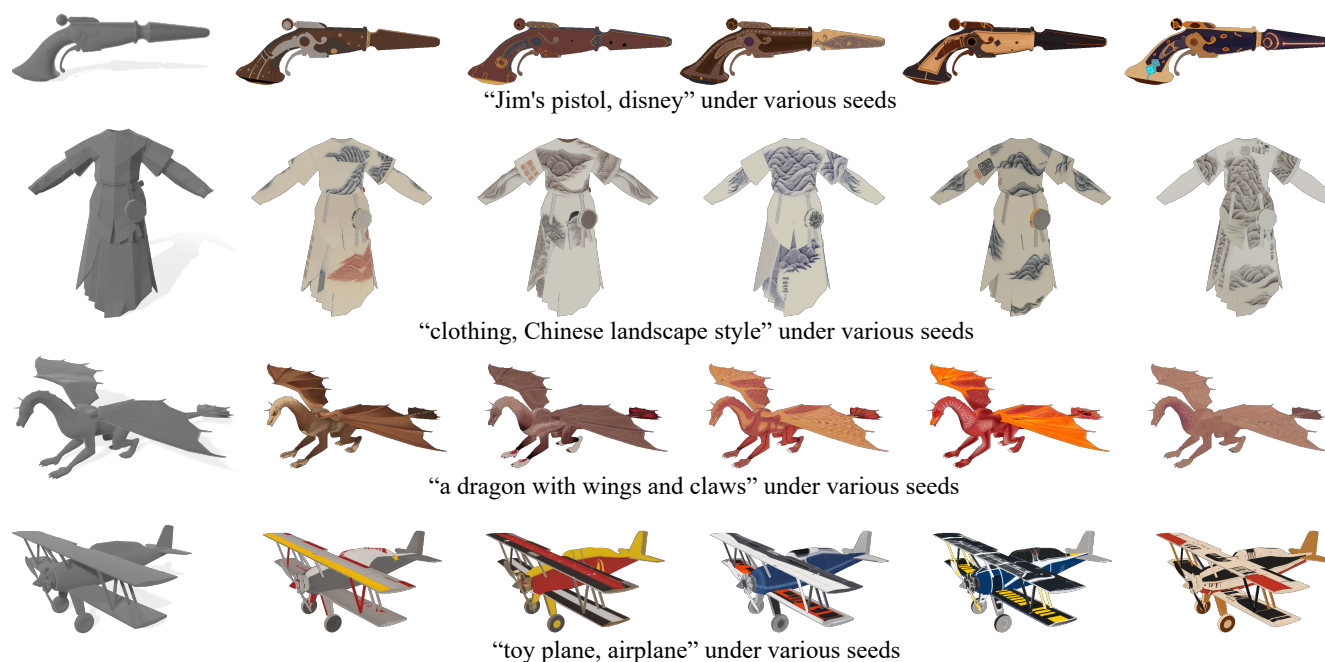 “Jim's pistol, disney” under various seeds
“clothing, Chinese landscape style” under various seeds
“a dragon with wings and claws” under various seeds
“toy plane, airplane” under various seeds